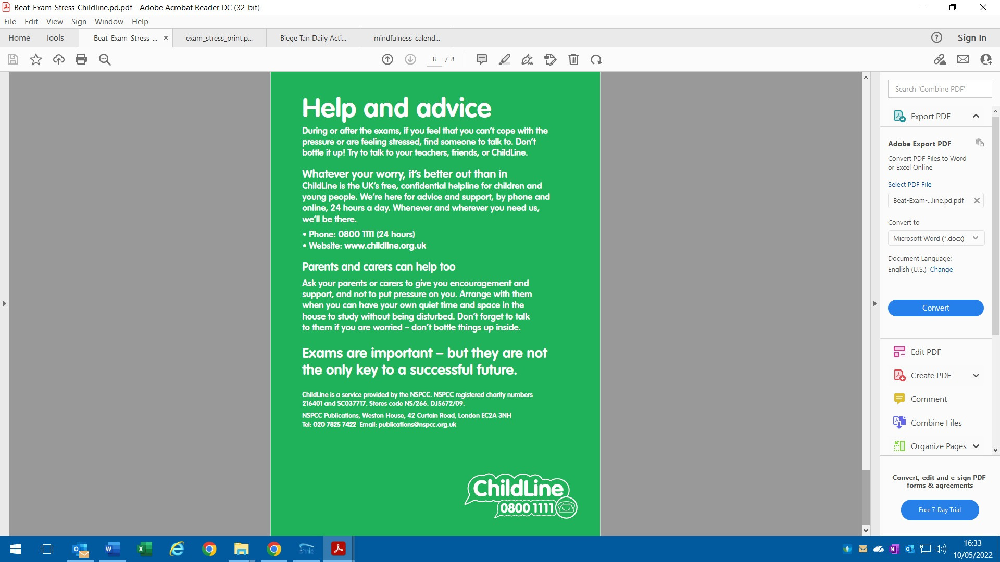 Beat-Exam-Stress-Childline.pd.pdf - Adobe Acrobat Reader DC (32-bit)
File Edit View Sign Window Help
Home Tools Beat-Exam-Stress-... × exam_stress_print.p... Biege Tan Daily Acti... mindfulness-calend... ? Sign In
8 / 8
Help and advice
During or after the exams, if you feel that you can't cope with the
pressure or are feeling stressed, find someone to talk to. Don't
bottle it up! Try to talk to your teachers, friends, or ChildLine.
Whatever your worry, it's better out than in
ChildLine is the UK's free, confidential helpline for children and
young people. We're here for advice and support, by phone and
online, 24 hours a day. Whenever and wherever you need us,
we'll be there.
• Phone: 0800 1111 (24 hours)
• Website: www.childline.org.uk
Parents and carers can help too
Ask your parents or carers to give you encouragement and
support, and not to put pressure on you. Arrange with them
when you can have your own quiet time and space in the
house to study without being disturbed. Don't forget to talk
to them if you are worried – don't bottle things up inside.
Exams are important – but they are not
the only key to a successful future.
ChildLine is a service provided by the NSPCC. NSPCC registered charity numbers
216401 and SC037717. Stores code NS/266. DJ5672/09.
NSPCC Publications, Weston House, 42 Curtain Road, London EC2A 3NH
Tel: 020 7825 7422 Email: publications@nspcc.org.uk
ChildLine
0800 1111
Search 'Combine PDF'
Export PDF
Adobe Export PDF
Convert PDF Files to Word
or Excel Online
Select PDF File
Beat-Exam-...line.pd.pdf
Convert to
Microsoft Word (*.docx)
Document Language:
English (U.S.) Change
Convert
Edit PDF
Create PDF
Comment
Combine Files
Organize Pages
Convert, edit and e-sign PDF
forms & agreements
Free 7-Day Trial
16:33
10/05/2022